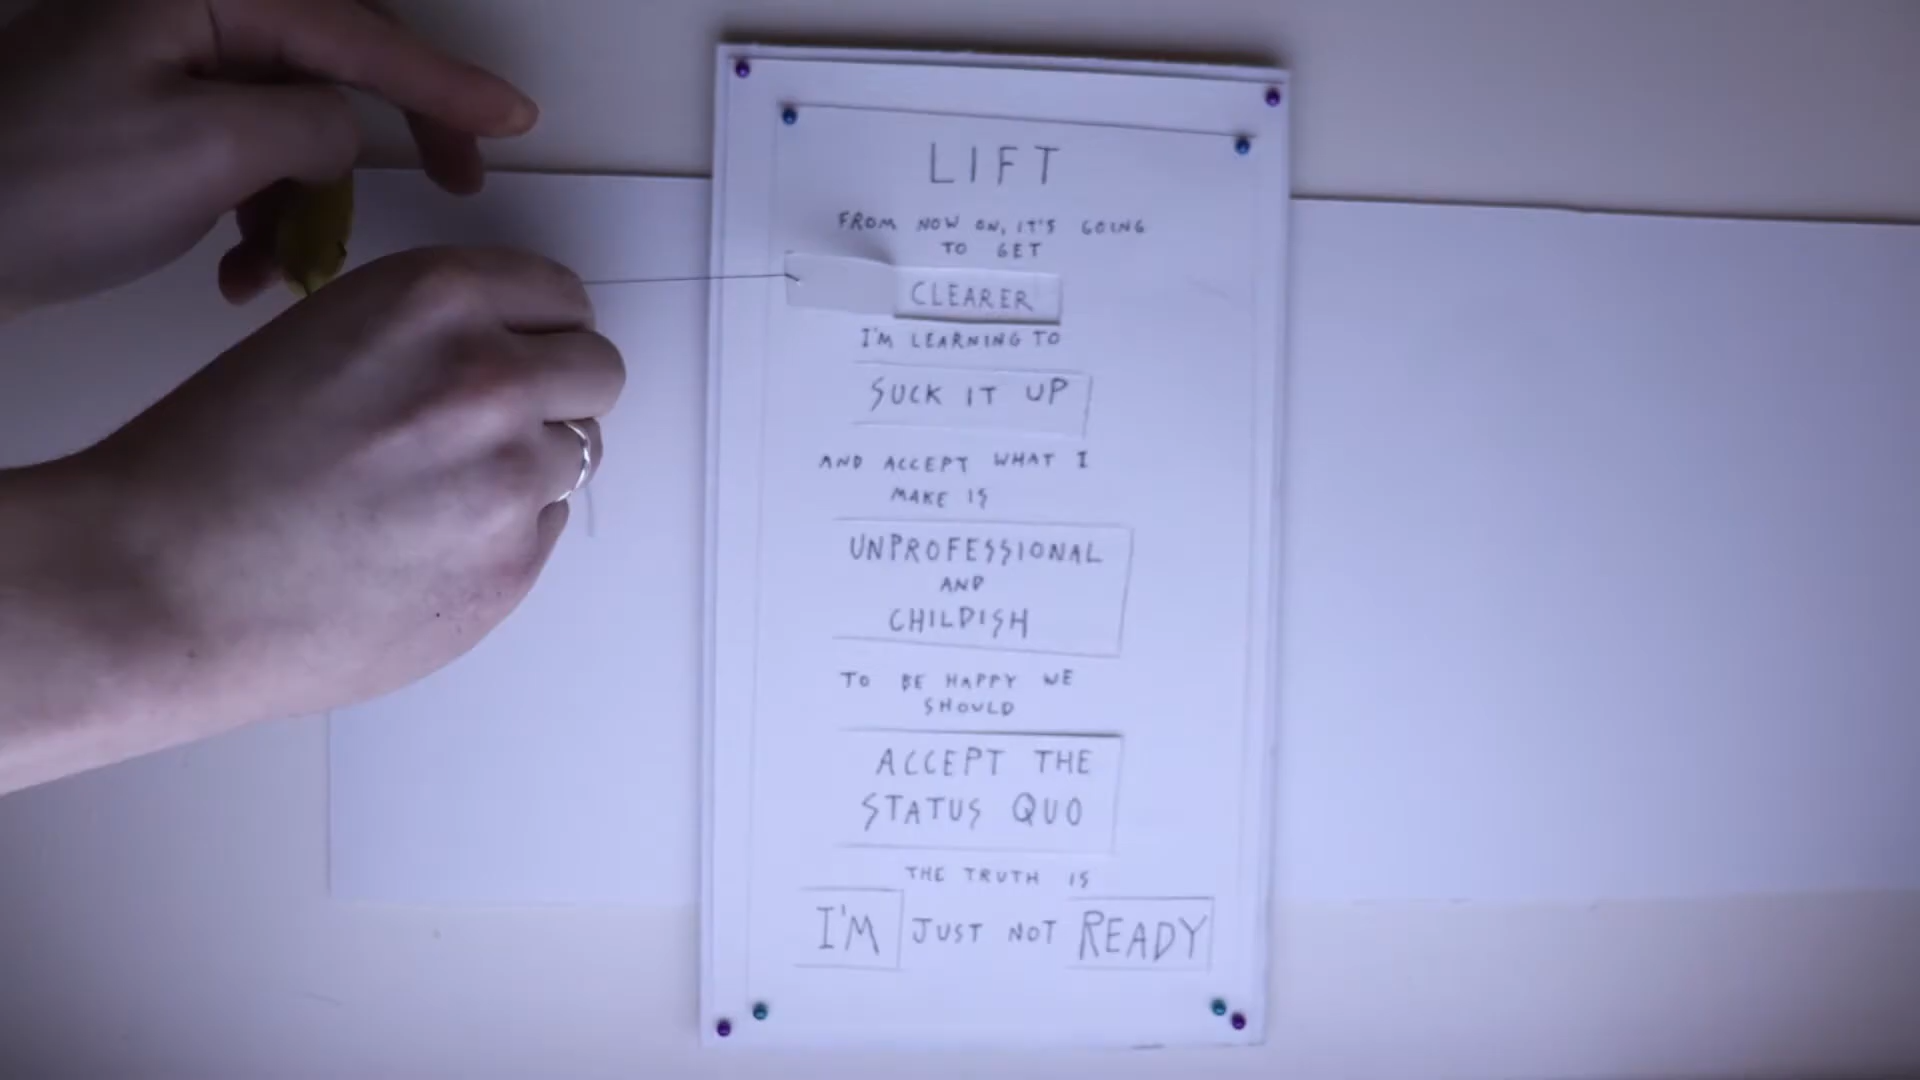 LIFT
FROM NOW ON, IT'S GOING
TO GET
CLEARER
I'M LEARNING TO
SUCK IT UP
AND ACCEPT WHAT I
MAKE IS
UNPROFESSIONAL
AND
CHILDISH
TO BE HAPPY WE
SHOULD
ACCEPT THE
STATUS QUO
THE TRUTH IS
I'M JUST NOT READY